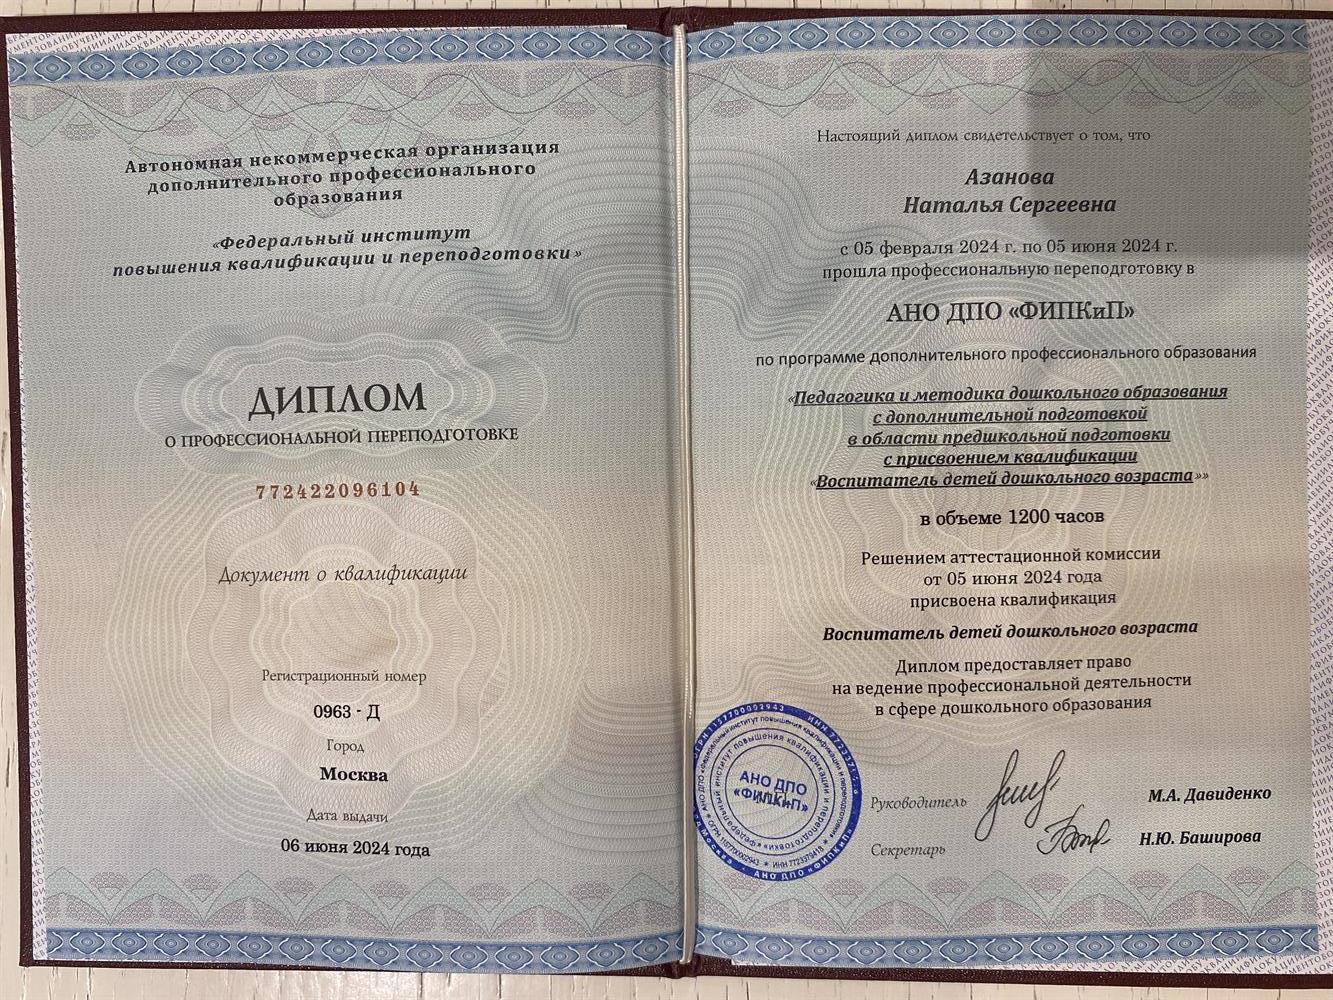 Автономная некоммерческая организация
дополнительного профессионального
образования
«Федеральный институт
повышения квалификации и переподготовки»
ДИПЛОМ
О ПРОФЕССИОНАЛЬНОЙ ПЕРЕПОДГОТОВКЕ
772422096104
Документ о квалификации
Регистрационный номер
0963 - Д
Город
Москва
Дата выдачи
06 июня 2024 года
Настоящий диплом свидетельствует о том, что
Азанова
Наталья Сергеевна
с 05 февраля 2024 г. по 05 июня 2024 г.
прошла профессиональную переподготовку в
АНО ДПО «ФИПКиП»
по программе дополнительного профессионального образования
«Педагогика и методика дошкольного образования
с дополнительной подготовкой
в области предшкольной подготовки
с присвоением квалификации
«Воспитатель детей дошкольного возраста»»
в объеме 1200 часов
Решением аттестационной комиссии
от 05 июня 2024 года
присвоена квалификация
Воспитатель детей дошкольного возраста
Диплом предоставляет право
на ведение профессиональной деятельности
в сфере дошкольного образования
АНО ДПО
«ФИПКиП»
Руководитель
М.А. Давиденко
Секретарь
Н.Ю. Баширова